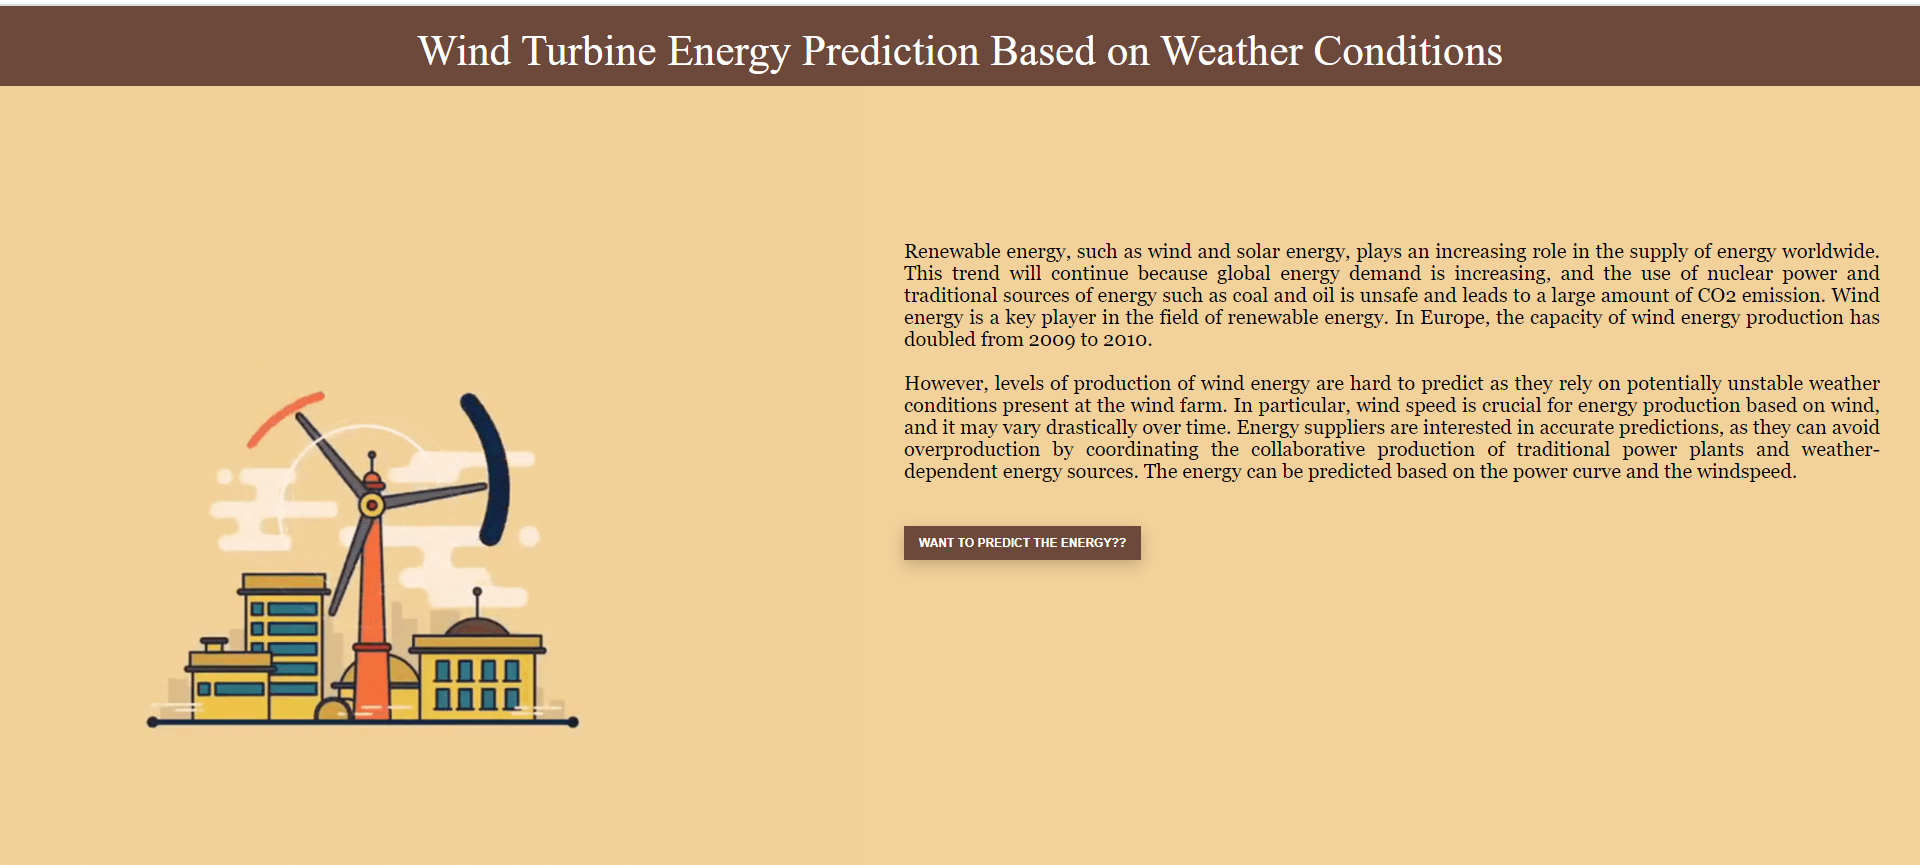 Wind Turbine Energy Prediction Based on Weather Conditions
Renewable energy, such as wind and solar energy, plays an increasing role in the supply of energy worldwide.
This trend will continue because global energy demand is increasing, and the use of nuclear power and
traditional sources of energy such as coal and oil is unsafe and leads to a large amount of CO2 emission. Wind
energy is a key player in the field of renewable energy. In Europe, the capacity of wind energy production has
doubled from 2009 to 2010.
However, levels of production of wind energy are hard to predict as they rely on potentially unstable weather
conditions present at the wind farm. In particular, wind speed is crucial for energy production based on wind,
and it may vary drastically over time. Energy suppliers are interested in accurate predictions, as they can avoid
overproduction by coordinating the collaborative production of traditional power plants and weather-
dependent energy sources. The energy can be predicted based on the power curve and the windspeed.
WANT TO PREDICT THE ENERGY??